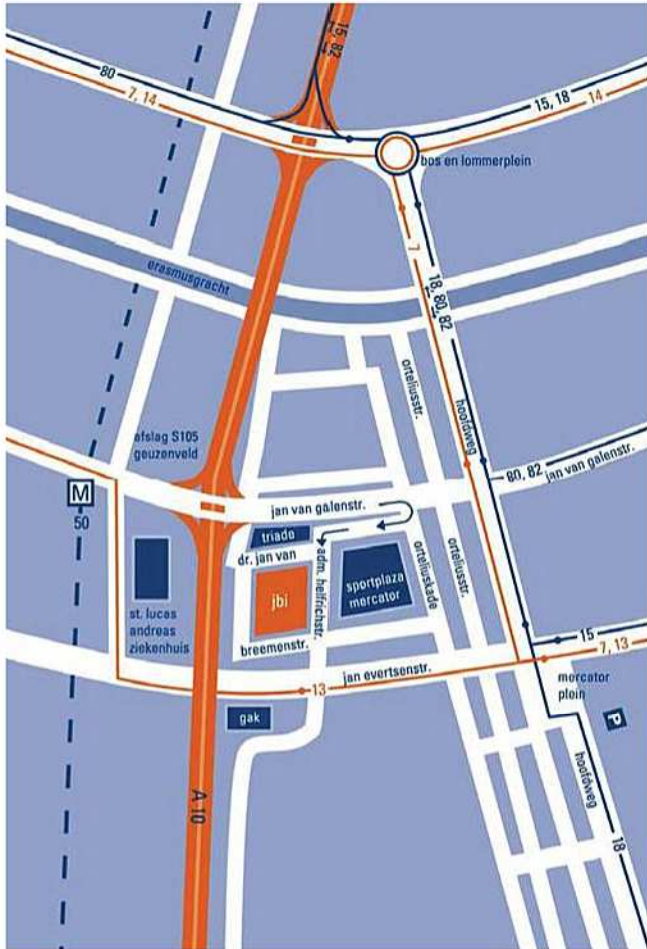 15, 82
80
7, 14
15, 18
14
bos en lommerplein
7
18, 80, 82
erasmusgracht
orteliusstr.
hoofdweg
afslag S105
geuzenveld
80, 82
jan van galenstr.
M
50
jan van galenstr.
triado
dr. jan van
adm. helfrichstr.
sportplaza
mercator
orteliuskade
orteliusstr.
jbi
st. lucas
andreas
ziekenhuis
breemenstr.
15
7, 13
jan evertsenstr.
13
mercator
plein
gak
P
hoofdweg
A 10
18